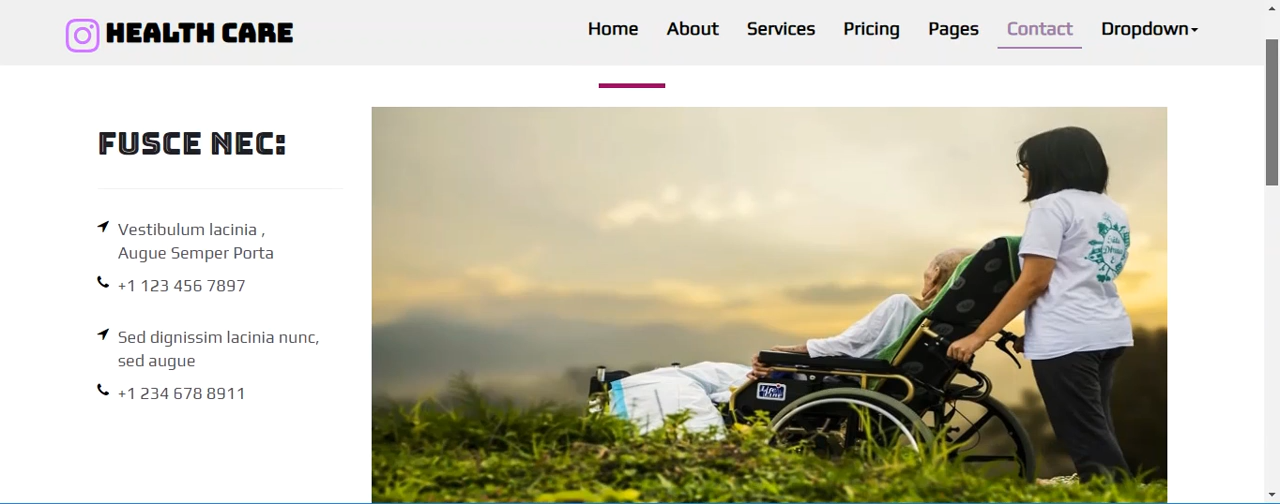 HEALTH CARE
Home About Services Pricing Pages Contact Dropdown
FUSCE NEC:
Vestibulum lacinia ,
Augue Semper Porta
+1 123 456 7897
Sed dignissim lacinia nunc,
sed augue
+1 234 678 8911